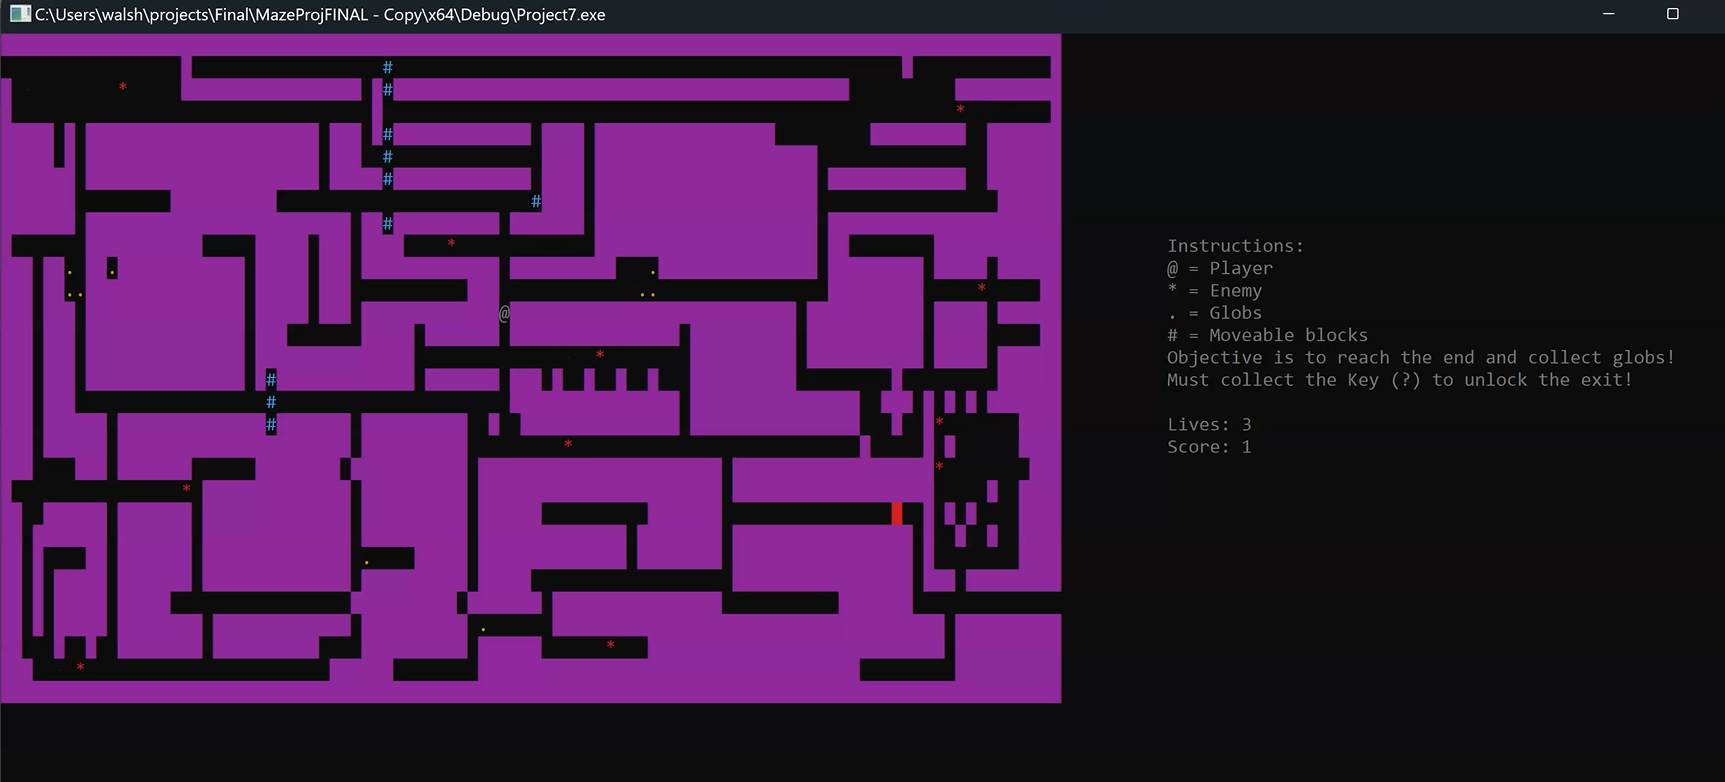 C:\Users\walsh\projects\Final\MazeProjFINAL - Copy\x64\Debug\Project7.exe
#
*
#
*
#
#
#
#
#
*
. . .
. . . . *
@
*
#
#
# *
*
*
*
.
.
*
*
Instructions:
@ = Player
* = Enemy
. = Globs
# = Moveable blocks
Objective is to reach the end and collect globs!
Must collect the Key (?) to unlock the exit!
Lives: 3
Score: 1